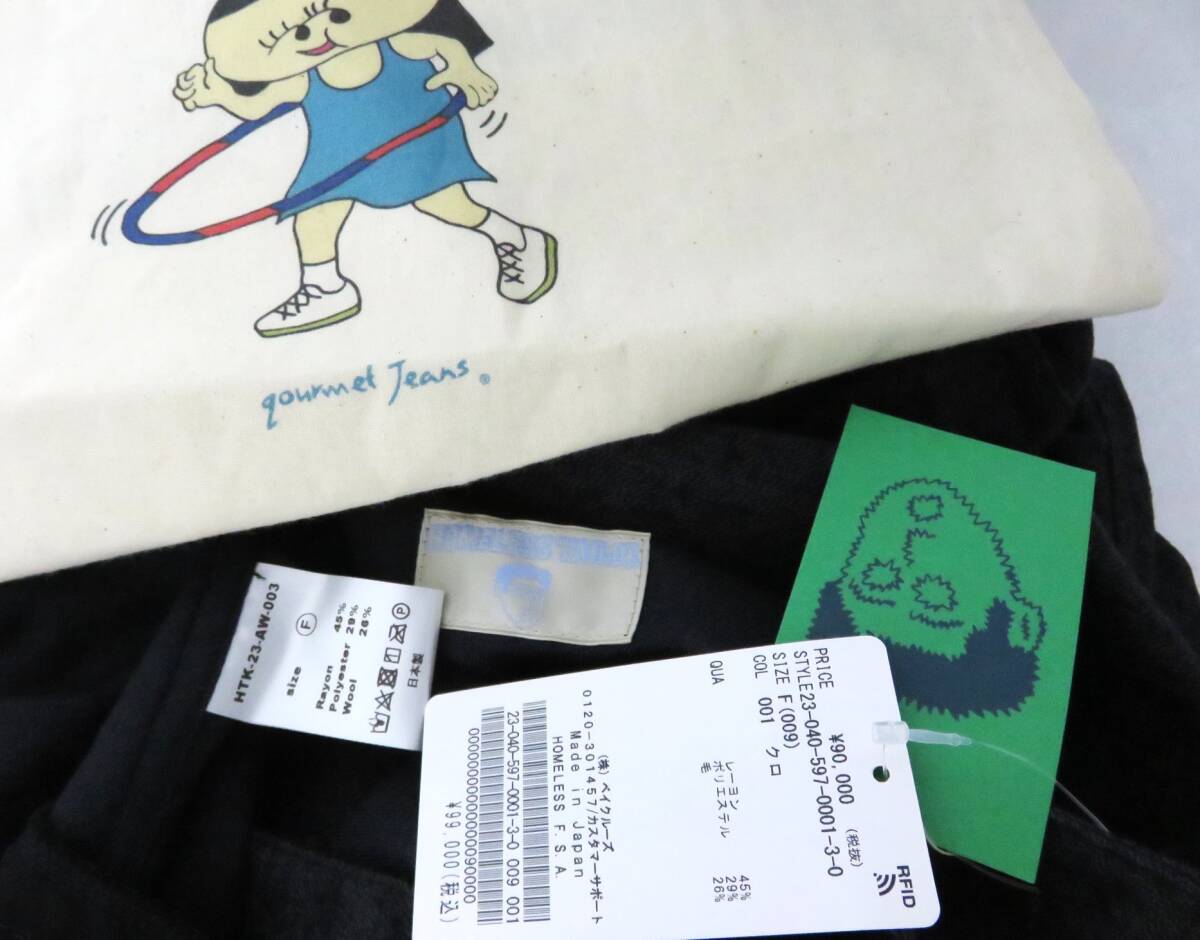 gourmet Jeans ®
HTK-23-AW-003
size Ⓕ
Rayon 45%
Polyester 29%
Wool 26%
日本製
PRICE ¥90,000 (税抜)
STYLE23-040-597-0001-3-0
SIZE F(009)
COL 001 クロ
QUA レーヨン 45%
ポリエステル 29%
毛 26%
RFID
(株)ベイクルーズ
0120-301457/カスタマーサポート
Made in Japan
HOMELESS F.S.A.
23-040-597-0001-3-0 009 001
¥99,000(税込)